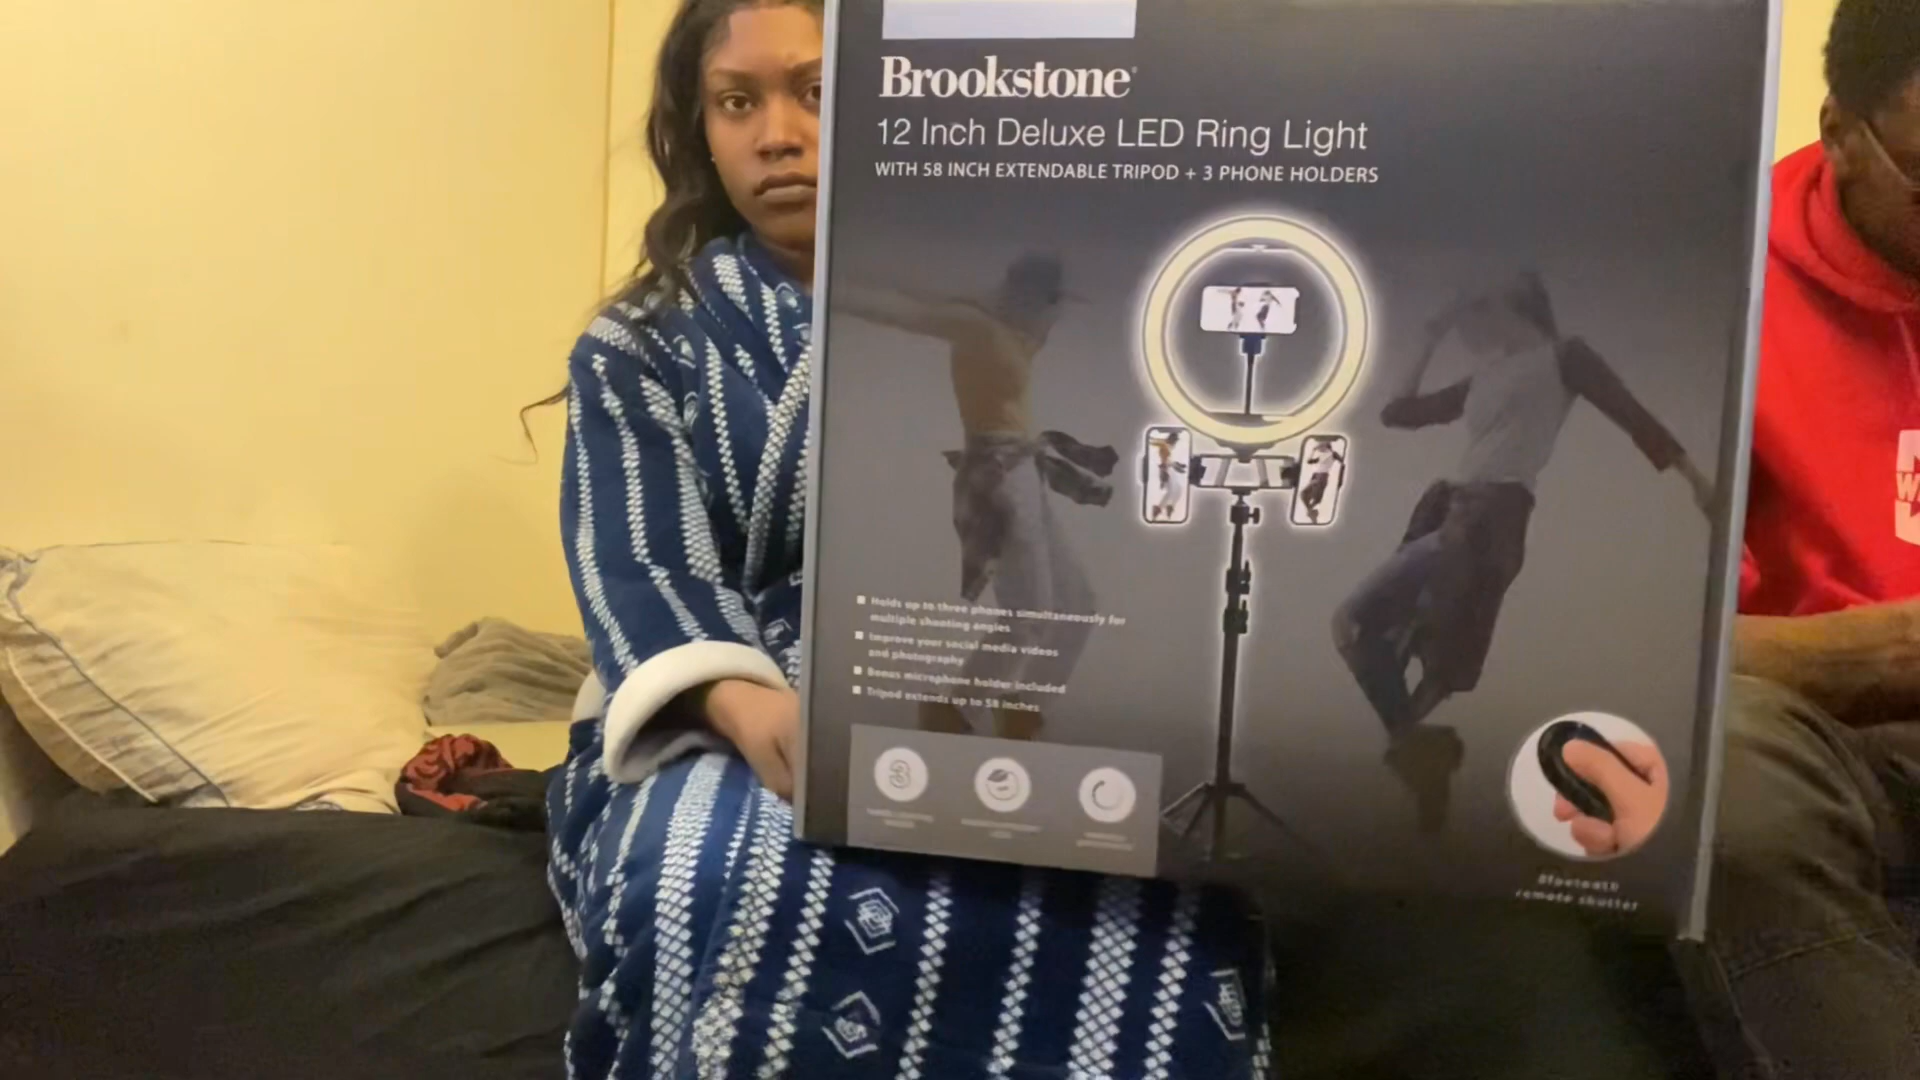 Brookstone
12 Inch Deluxe LED Ring Light
WITH 58 INCH EXTENDABLE TRIPOD + 3 PHONE HOLDERS
Holds up to three phones simultaneously for
multiple shooting angles
Improve your social media videos
and photography
Bonus microphone holder included
Tripod extends up to 58 inches
Bluetooth
remote shutter